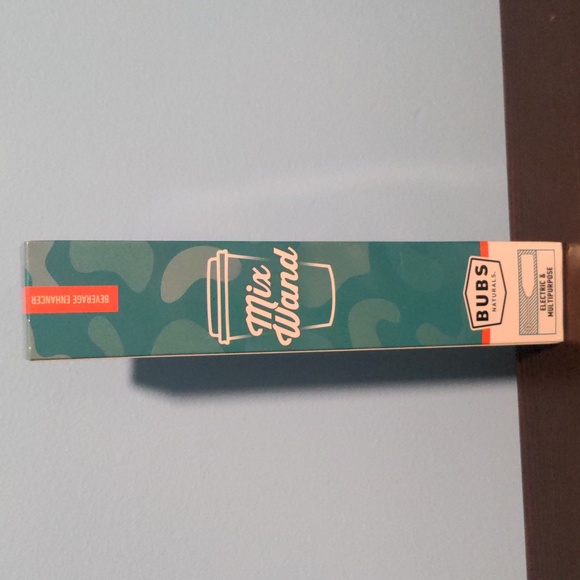 BEVERAGE ENHANCER
Mix
Wand
BUBS
NATURALS.
ELECTRIC &
MULTIPURPOSE